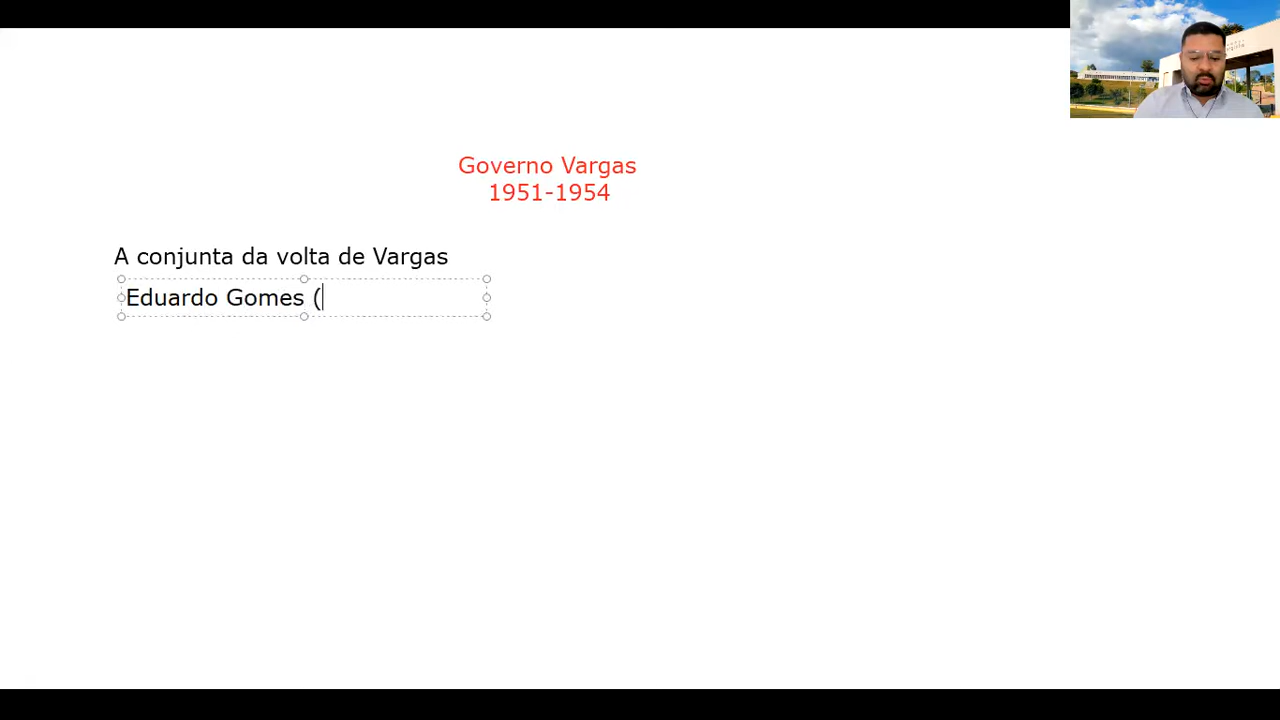 Governo Vargas
1951-1954
A conjunta da volta de Vargas
Eduardo Gomes (